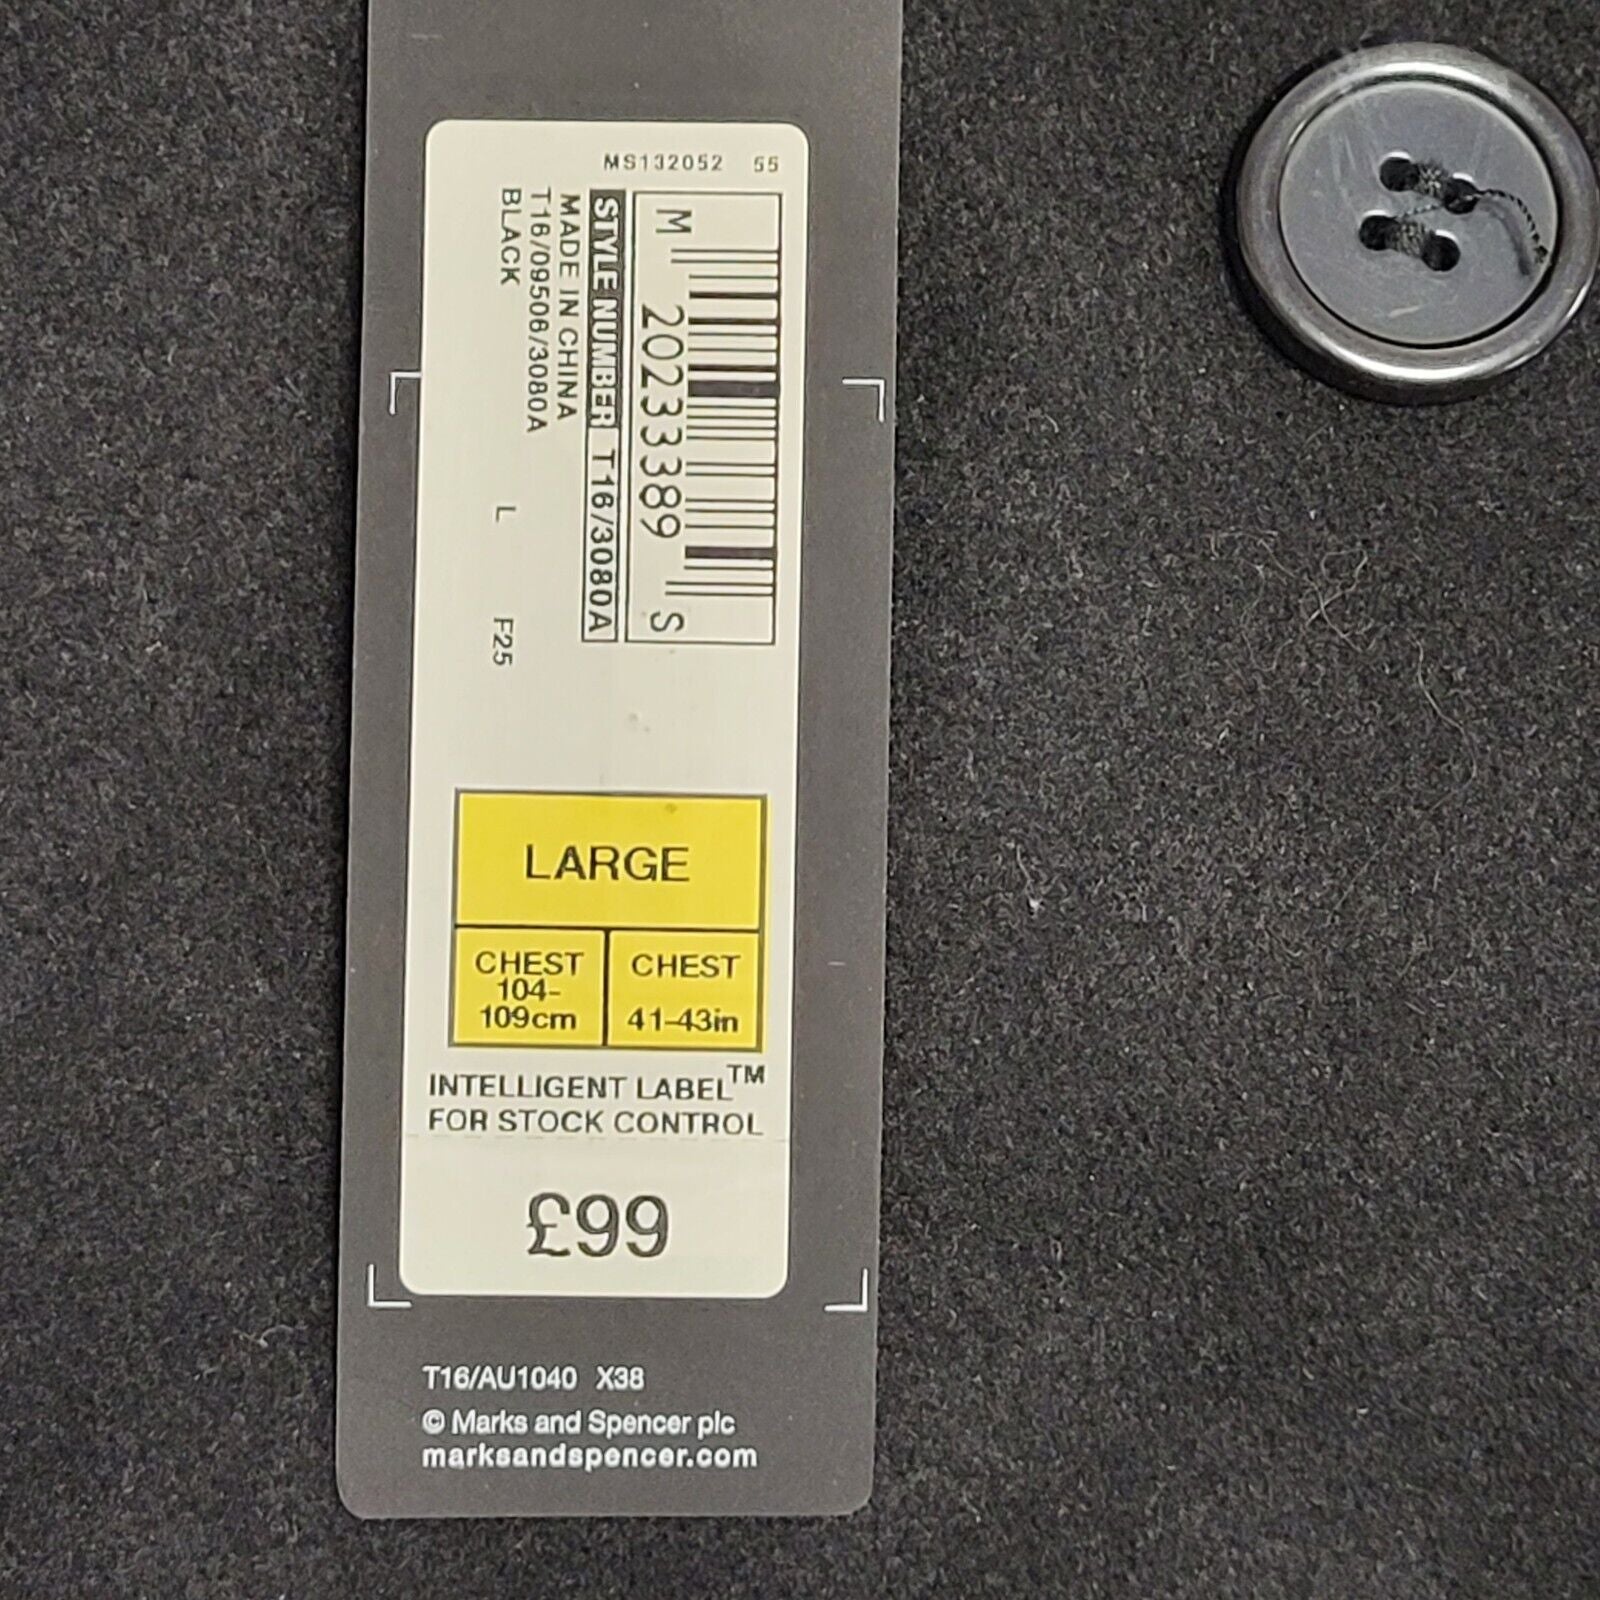 MS132052 55
M 20233389 S
STYLE NUMBER T16/3080A
MADE IN CHINA
T16/09506/3080A
BLACK L F25
LARGE
CHEST
104-
109cm
CHEST
41-43in
INTELLIGENT LABEL™
FOR STOCK CONTROL
£99
T16/AU1040 X38
© Marks and Spencer plc
marksandspencer.com